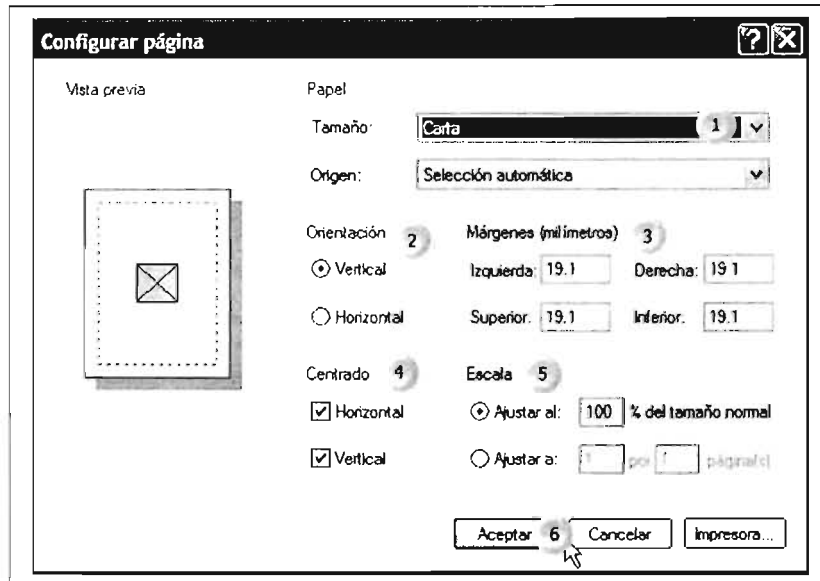 Configurar página
Vista previa
Papel
Tamaño: Carta 1
Origen: Selección automática
Orientación 2
Vertical
Horizontal
Márgenes (milímetros) 3
Izquierda: 19.1 Derecha: 19.1
Superior: 19.1 Inferior: 19.1
Centrado 4
Horizontal
Vertical
Escala 5
Ajustar al: 100 % del tamaño normal
Ajustar a: 1 por 1 página(s)
Aceptar 6 Cancelar Impresora...